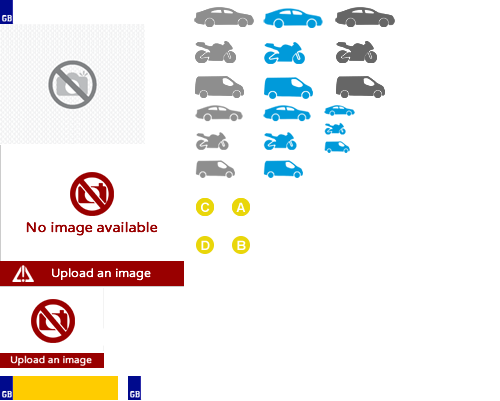 GB
No image available
Upload an image
Upload an image
C A
D B
GB GB